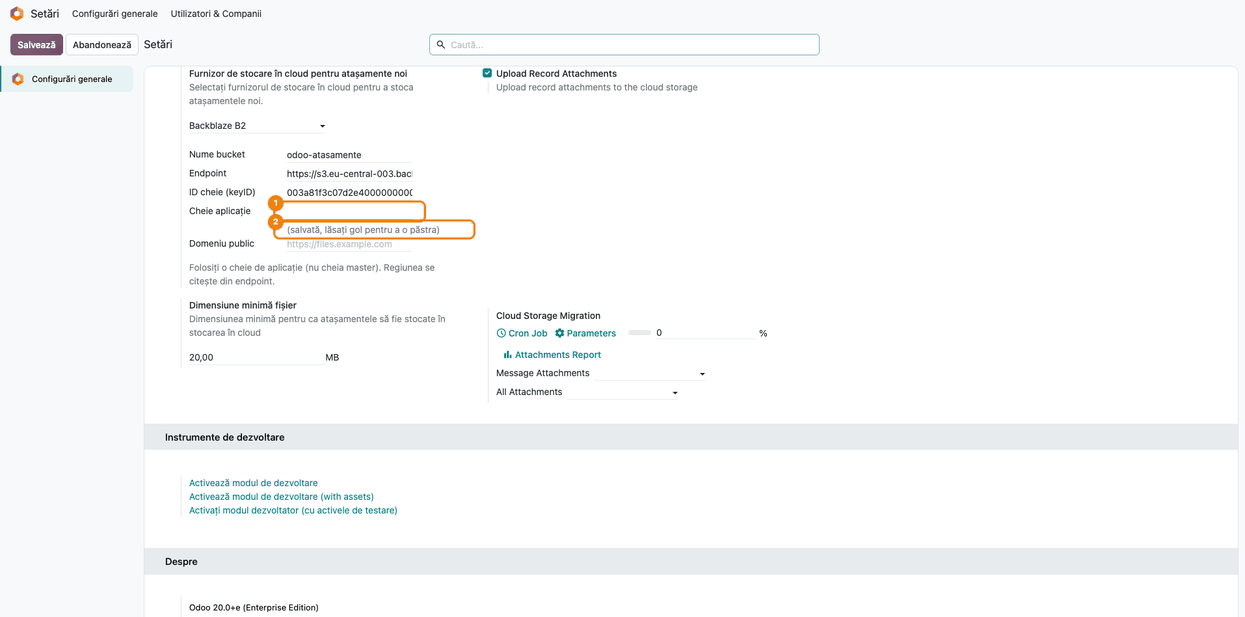 Setări Configurări generale Utilizatori & Companii
Salvează Abandonează Setări Caută...
Configurări generale
Furnizor de stocare în cloud pentru atașamente noi
Selectați furnizorul de stocare în cloud pentru a stoca
atașamentele noi.
Backblaze B2
Upload Record Attachments
Upload record attachments to the cloud storage
Nume bucket odoo-atasamente
Endpoint https://s3.eu-central-003.bac
ID cheie (keyID) 003a81f3c07d2e4000000000
Cheie aplicație 1
2
(salvată, lăsați gol pentru a o păstra)
Domeniu public https://files.example.com
Folosiți o cheie de aplicație (nu cheia master). Regiunea se
citește din endpoint.
Dimensiune minimă fișier
Dimensiunea minimă pentru ca atașamentele să fie stocate în
stocarea în cloud
20,00 MB
Cloud Storage Migration
Cron Job Parameters 0 %
Attachments Report
Message Attachments
All Attachments
Instrumente de dezvoltare
Activează modul de dezvoltare
Activează modul de dezvoltare (with assets)
Activați modul dezvoltator (cu activele de testare)
Despre
Odoo 20.0+e (Enterprise Edition)